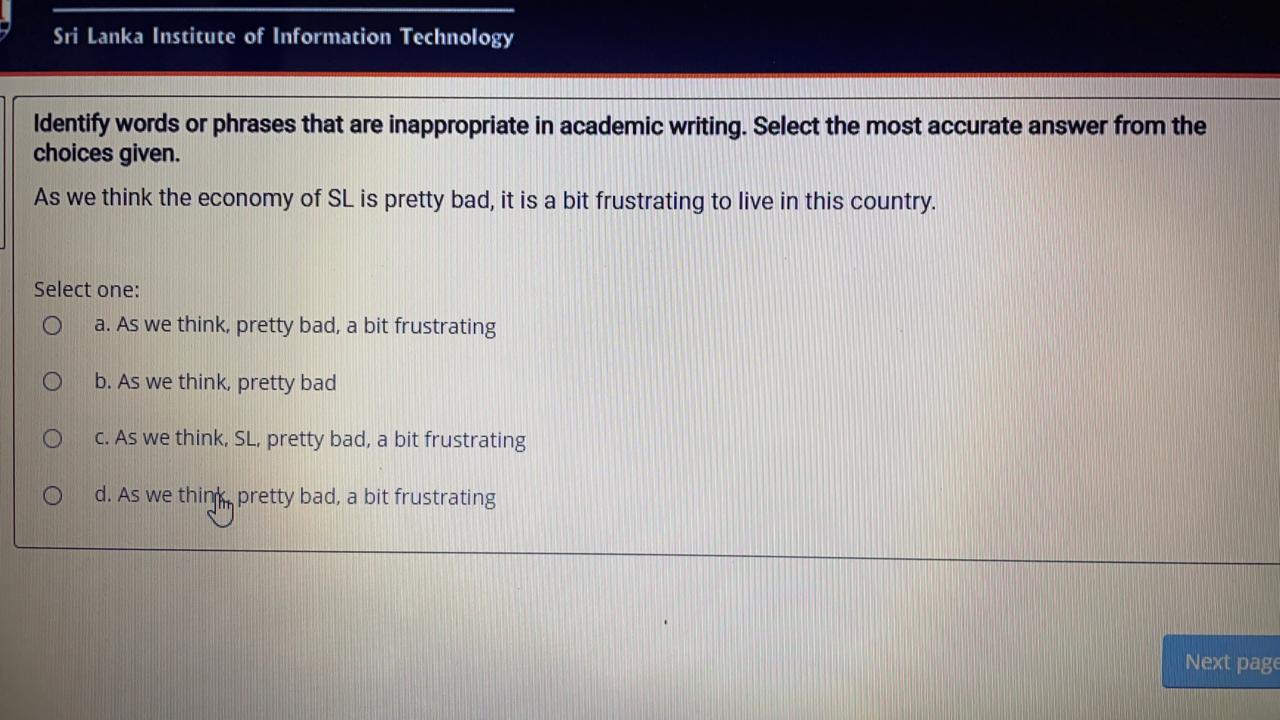 Sri Lanka Institute of Information Technology
Identify words or phrases that are inappropriate in academic writing. Select the most accurate answer from the
choices given.
As we think the economy of SL is pretty bad, it is a bit frustrating to live in this country.
Select one:
a. As we think, pretty bad, a bit frustrating
b. As we think, pretty bad
c. As we think, SL, pretty bad, a bit frustrating
d. As we think, pretty bad, a bit frustrating
Next page